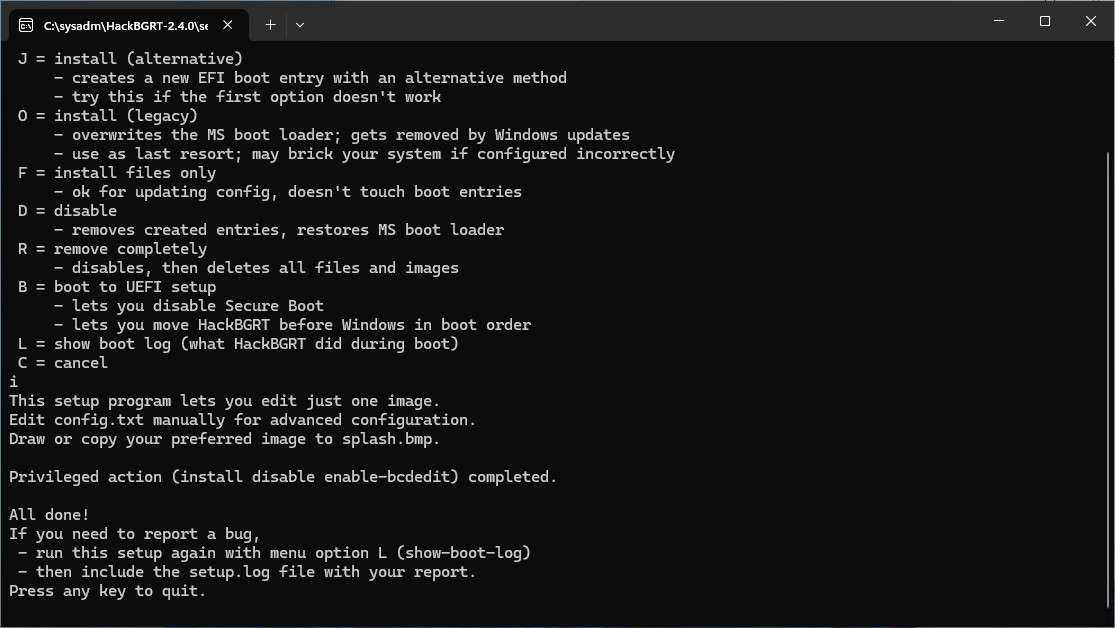 C:\sysadm\HackBGRT-2.4.0\se
J = install (alternative)
- creates a new EFI boot entry with an alternative method
- try this if the first option doesn't work
O = install (legacy)
- overwrites the MS boot loader; gets removed by Windows updates
- use as last resort; may brick your system if configured incorrectly
F = install files only
- ok for updating config, doesn't touch boot entries
D = disable
- removes created entries, restores MS boot loader
R = remove completely
- disables, then deletes all files and images
B = boot to UEFI setup
- lets you disable Secure Boot
- lets you move HackBGRT before Windows in boot order
L = show boot log (what HackBGRT did during boot)
C = cancel
i
This setup program lets you edit just one image.
Edit config.txt manually for advanced configuration.
Draw or copy your preferred image to splash.bmp.
Privileged action (install disable enable-bcdedit) completed.
All done!
If you need to report a bug,
- run this setup again with menu option L (show-boot-log)
- then include the setup.log file with your report.
Press any key to quit.